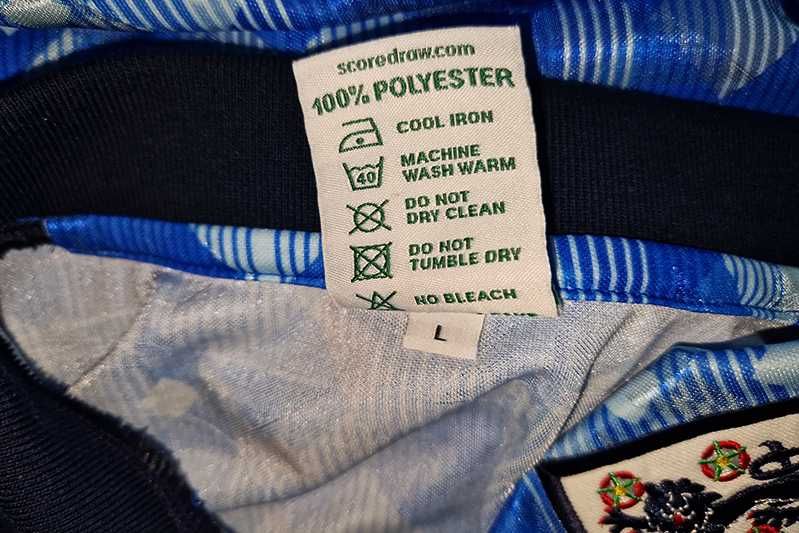 scoredraw.com
100% POLYESTER
COOL IRON
40
MACHINE
WASH WARM
DO NOT
DRY CLEAN
DO NOT
TUMBLE DRY
NO BLEACH
L